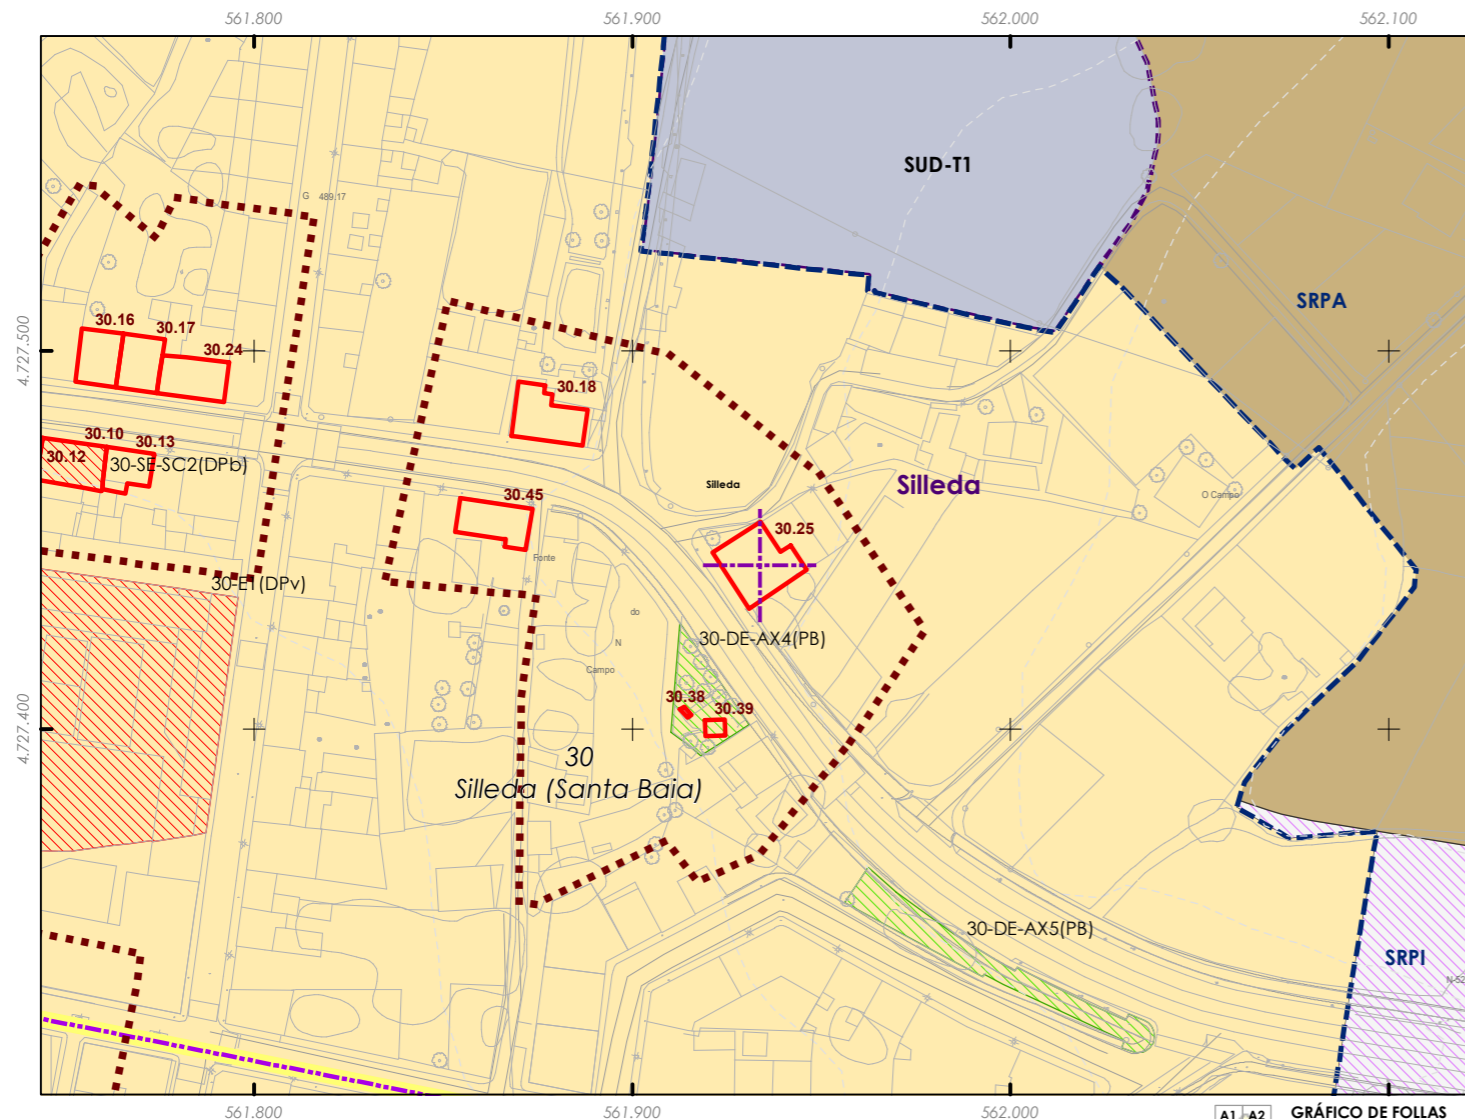 561.800
561.900
562.000
562.100
SUD-T1
G 489.17
SRPA
30.16
30.17
30.24
4.727.500
30.18
30.10
30.13
30.12
30-SE-SC2(DPb)
Silleda
Silleda
O Campo
30.45
30.25
Fonte
30-E1(DPv)
do
N
30-DE-AX4(PB)
Campo
30.38
30.39
4.727.400
30
Silleda (Santa Baia)
30-DE-AX5(PB)
SRPI
N-52
561.800
561.900
562.000
A1 A2
GRÁFICO DE FOLLAS